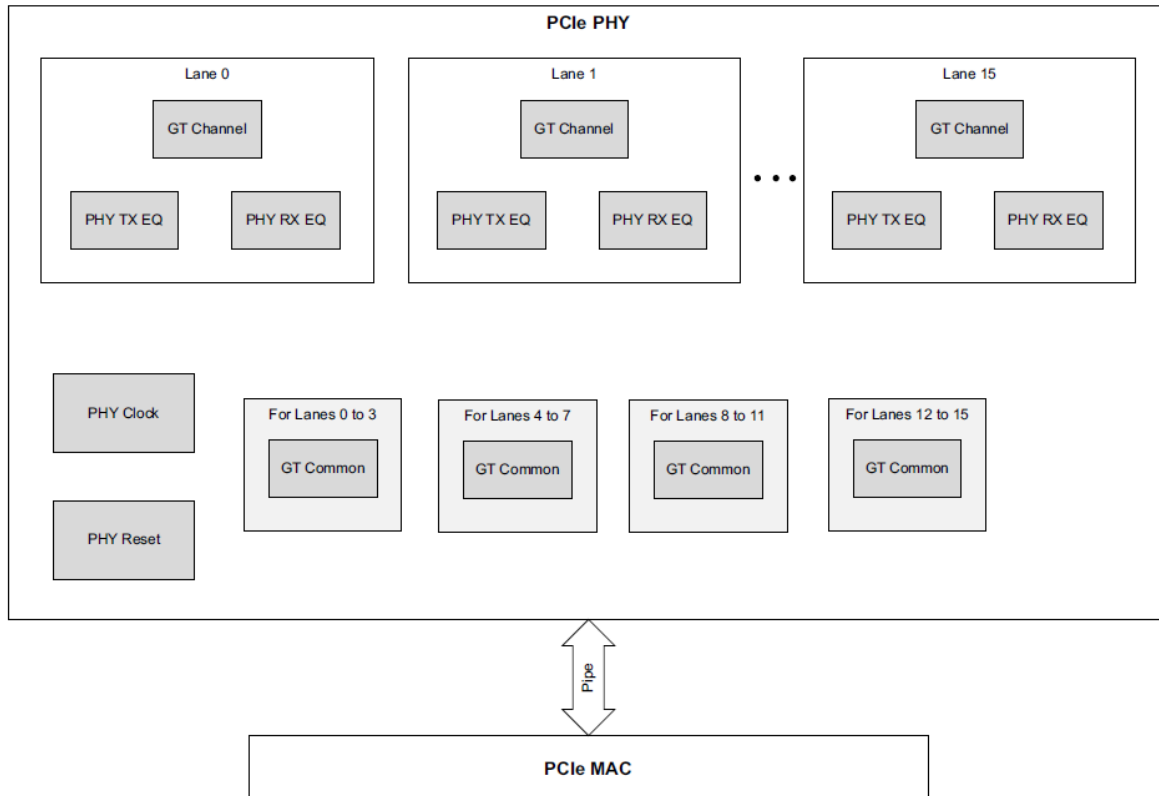 PCIe PHY
Lane 0
GT Channel
PHY TX EQ
PHY RX EQ
Lane 1
GT Channel
PHY TX EQ
PHY RX EQ
Lane 15
GT Channel
PHY TX EQ
PHY RX EQ
PHY Clock
PHY Reset
For Lanes 0 to 3
GT Common
For Lanes 4 to 7
GT Common
For Lanes 8 to 11
GT Common
For Lanes 12 to 15
GT Common
Pipe
PCIe MAC